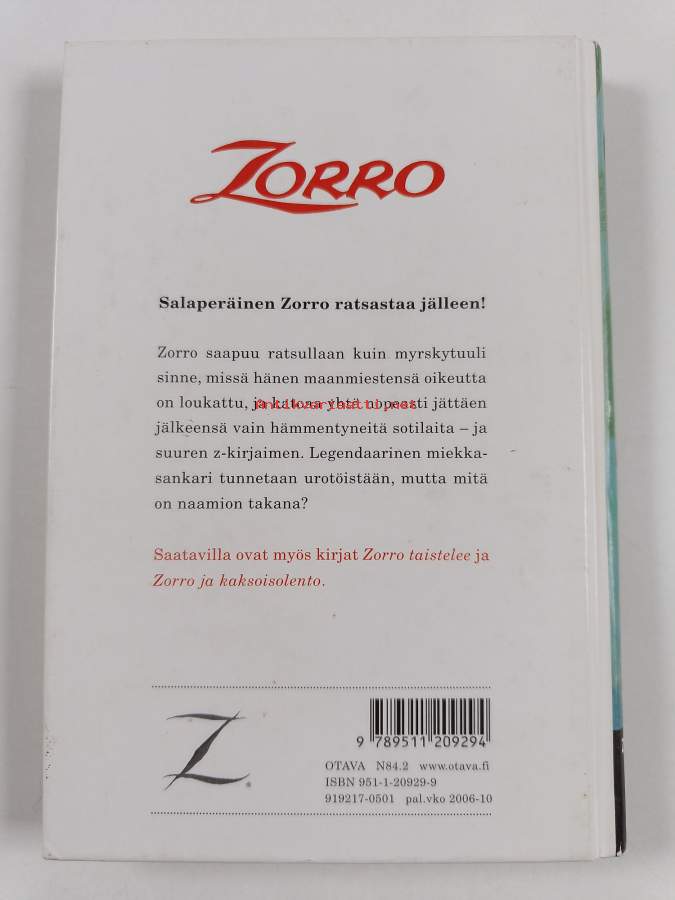 ZORRO
Salaperäinen Zorro ratsastaa jälleen!
Zorro saapuu ratsullaan kuin myrskytuuli
sinne, missä hänen maanmiestensä oikeutta
on loukattu, ja katoaa yhtä nopeasti jättäen
Antikvariaatti.net
jälkeensä vain hämmentyneitä sotilaita – ja
suuren z-kirjaimen. Legendaarinen miekka-
sankari tunnetaan urotöistään, mutta mitä
on naamion takana?
Saatavilla ovat myös kirjat Zorro taistelee ja
Zorro ja kaksoisolento.
Z®
9 789511 209294
OTAVA N84.2 www.otava.fi
ISBN 951-1-20929-9
919217-0501 pal.vko 2006-10